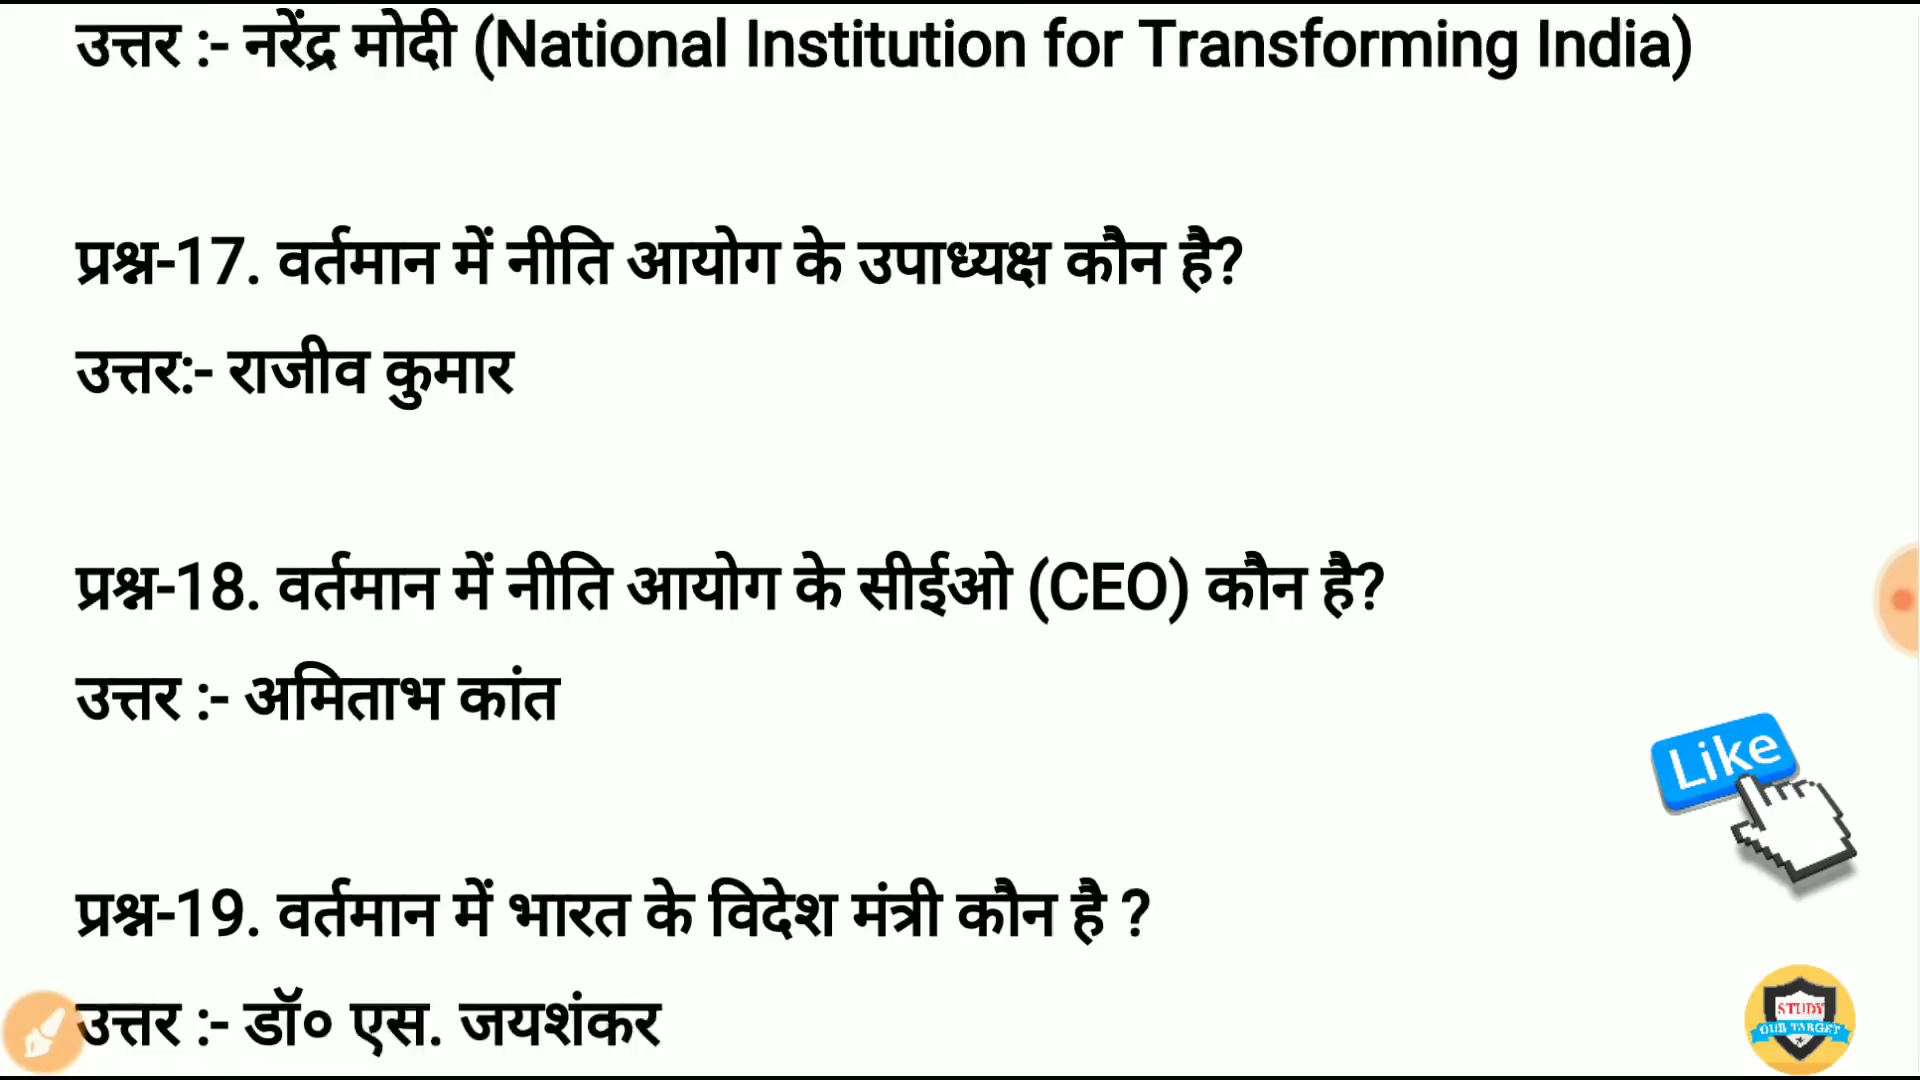 उत्तर :- नरेंद्र मोदी (National Institution for Transforming India)
प्रश्न-17. वर्तमान में नीति आयोग के उपाध्यक्ष कौन है?
उत्तर:- राजीव कुमार
प्रश्न-18. वर्तमान में नीति आयोग के सीईओ (CEO) कौन है?
उत्तर :- अमिताभ कांत
Like
प्रश्न-19. वर्तमान में भारत के विदेश मंत्री कौन है ?
उत्तर :- डॉ० एस. जयशंकर
STUDY
OUR TARGET